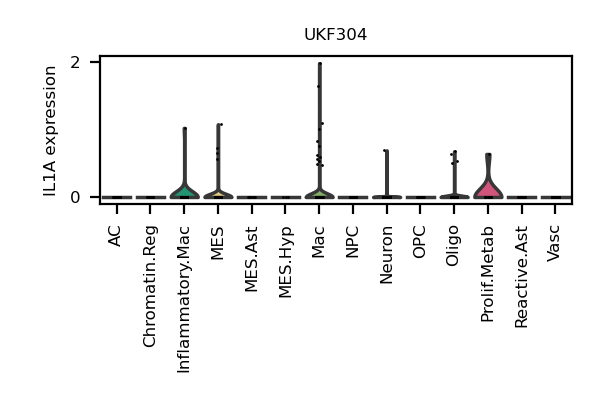 UKF304
IL1A expression
2
0
AC
Chromatin.Reg
Inflammatory.Mac
MES
MES.Ast
MES.Hyp
Mac
NPC
Neuron
OPC
Oligo
Prolif.Metab
Reactive.Ast
Vasc